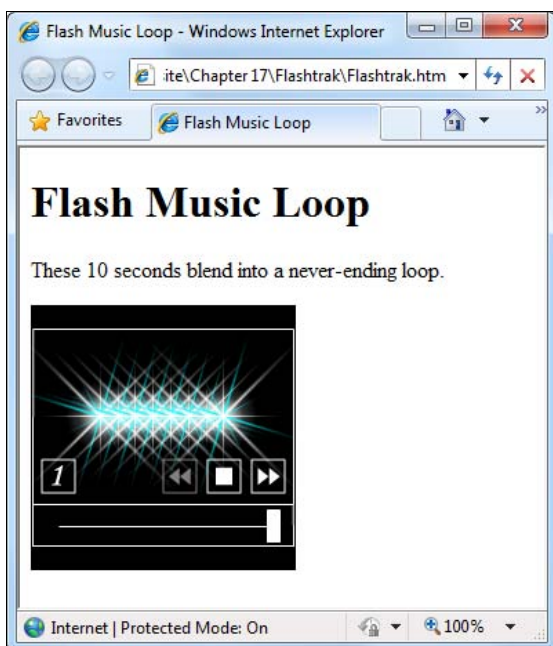 Flash Music Loop - Windows Internet Explorer
ite\Chapter 17\Flashtrak\Flashtrak.htm
Favorites
Flash Music Loop
»
Flash Music Loop
These 10 seconds blend into a never-ending loop.
1
Internet | Protected Mode: On
100%